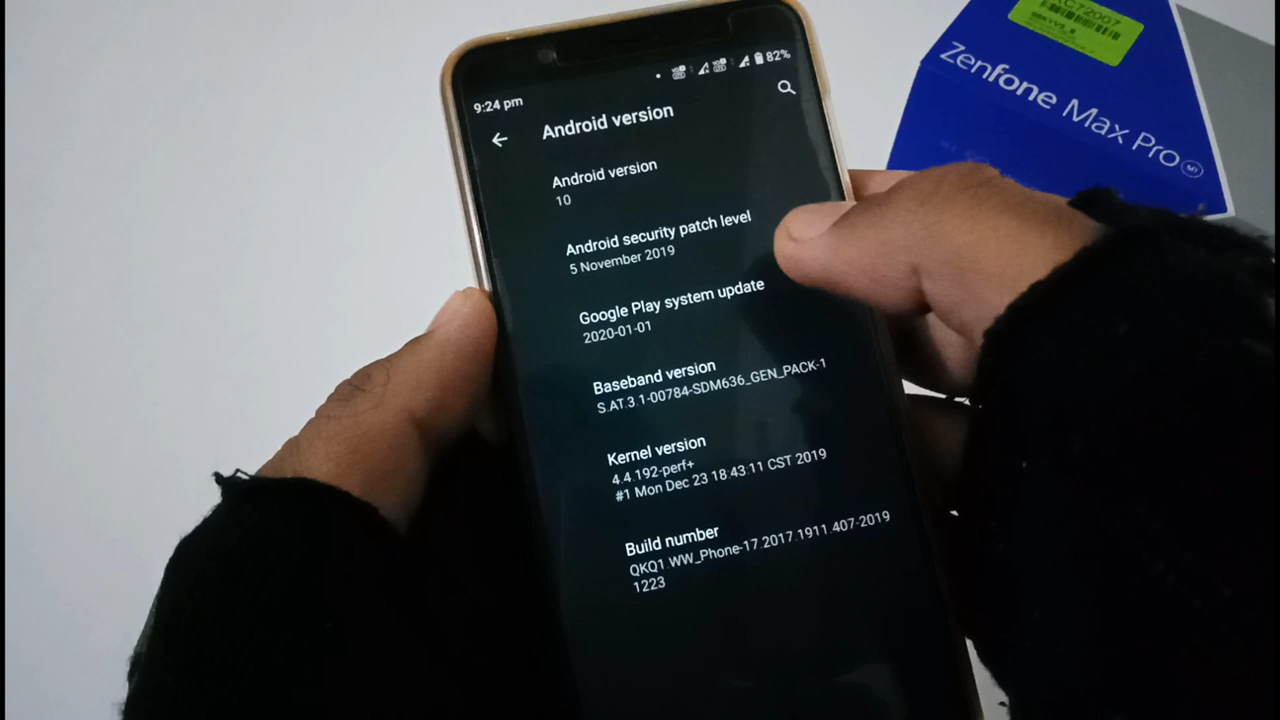 9:24 pm
82%
Android version
Android version
10
Android security patch level
5 November 2019
Google Play system update
2020-01-01
Baseband version
S.AT.3.1-00784-SDM636_GEN_PACK-1
Kernel version
4.4.192-perf+
#1 Mon Dec 23 18:43:11 CST 2019
Build number
QKQ1.WW_Phone-17.2017.1911.407-2019
1223
Zenfone Max Pro